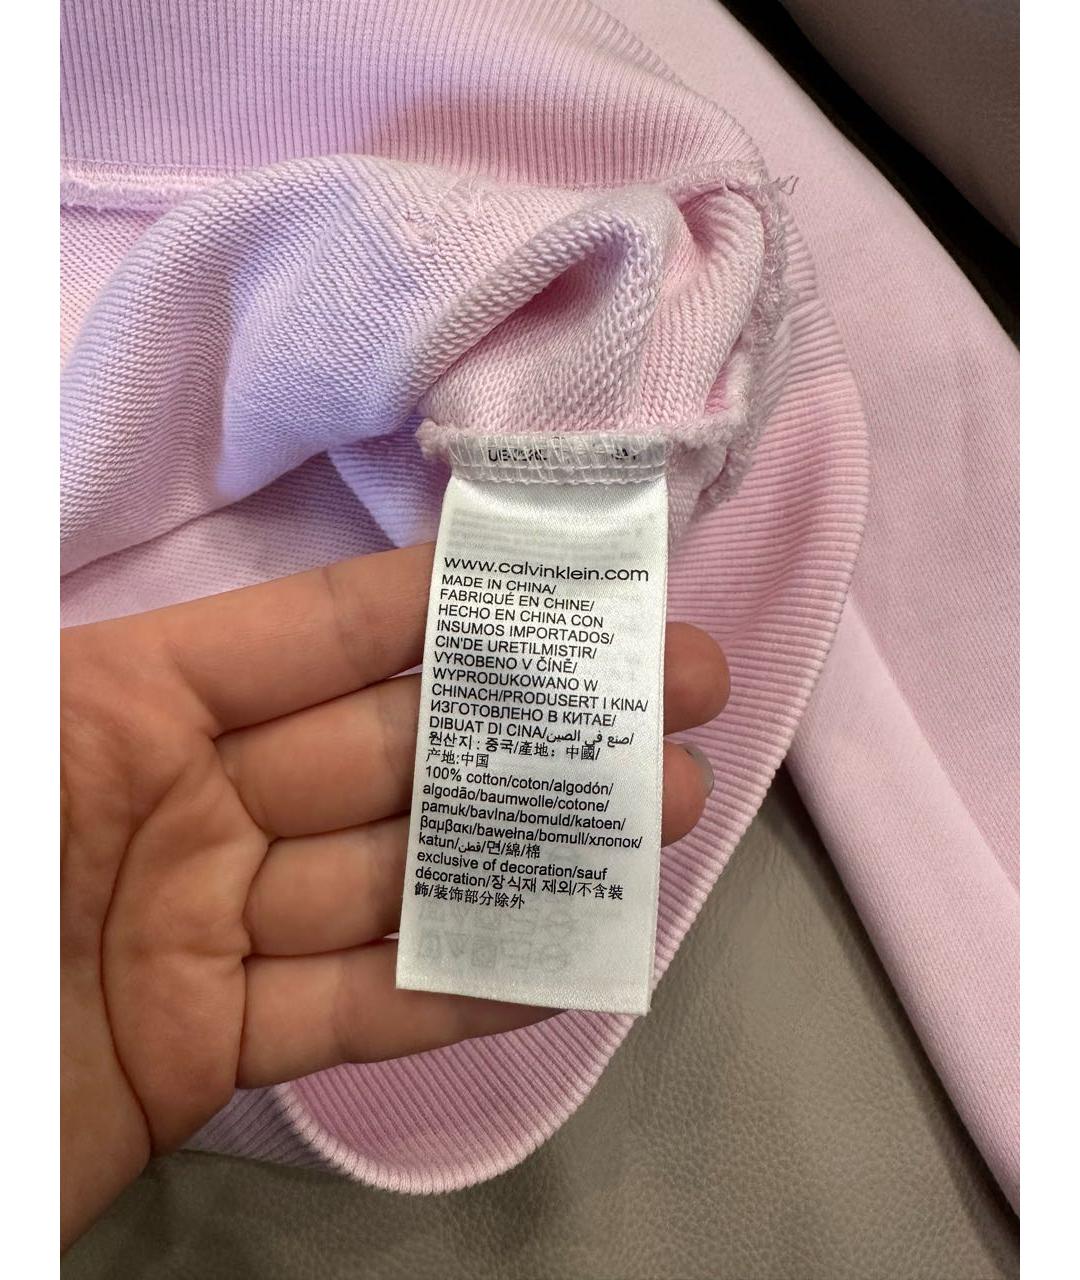 www.calvinklein.com
MADE IN CHINA/
FABRIQUÉ EN CHINE/
HECHO EN CHINA CON
INSUMOS IMPORTADOS/
CIN'DE URETILMISTIR/
VYROBENO V ČÍNĚ/
WYPRODUKOWANO W
CHINACH/PRODUSERT I KINA/
ИЗГОТОВЛЕНО В КИТАЕ/
DIBUAT DI CINA/صنع في الصين/
원산지 : 중국/產地：中國/
产地:中国
100% cotton/coton/algodón/
algodão/baumwolle/cotone/
pamuk/bavlna/bomuld/katoen/
βαμβακι/bawełna/bomull/хлопок/
katun/قطن/면/綿/棉
exclusive of decoration/sauf
décoration/장식재 제외/不含裝
飾/装饰部分除外